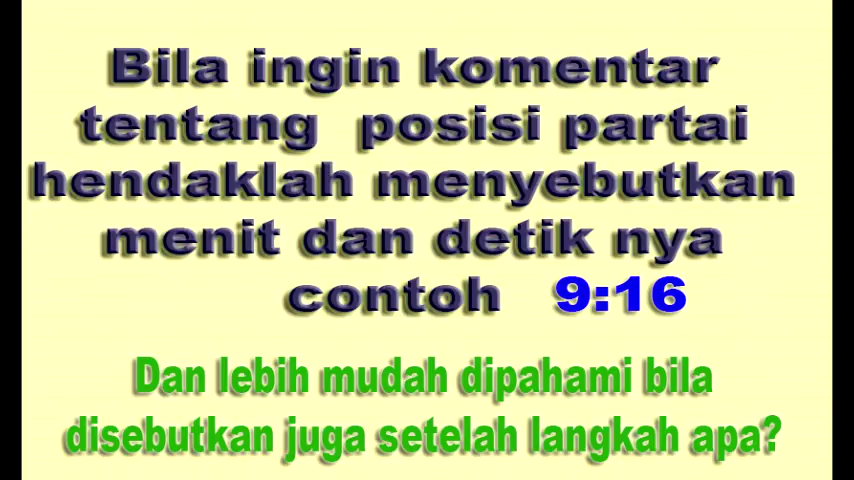 Bila ingin komentar
tentang posisi partai
hendaklah menyebutkan
menit dan detik nya
contoh 9:16
Dan lebih mudah dipahami bila
disebutkan juga setelah langkah apa?